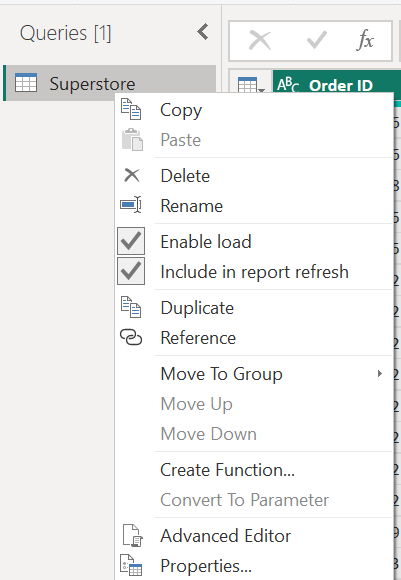 Queries [1]
fx
Superstore
ABC Order ID
Copy
Paste
Delete
Rename
Enable load
Include in report refresh
Duplicate
Reference
Move To Group
Move Up
Move Down
Create Function...
Convert To Parameter
Advanced Editor
Properties...